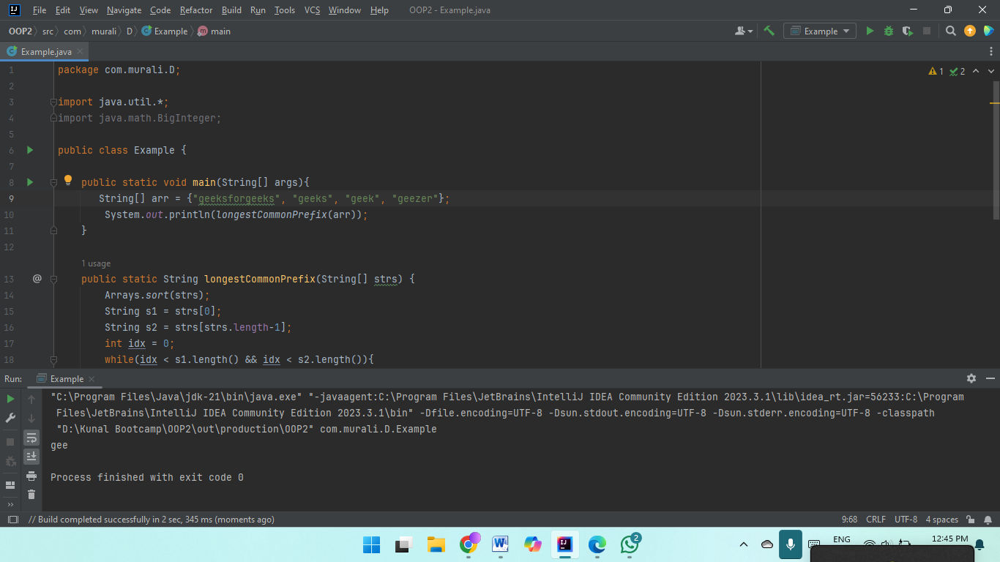 File Edit View Navigate Code Refactor Build Run Tools VCS Window Help OOP2 - Example.java
OOP2 src com murali D Example main
Example
Example.java
1 package com.murali.D;
1 2
2
3 import java.util.*;
4 import java.math.BigInteger;
5
6 public class Example {
7
8 public static void main(String[] args){
9 String[] arr = {"geeksforgeeks", "geeks", "geek", "geezer"};
10 System.out.println(longestCommonPrefix(arr));
11 }
12
1 usage
13 @ public static String longestCommonPrefix(String[] strs) {
14 Arrays.sort(strs);
15 String s1 = strs[0];
16 String s2 = strs[strs.length-1];
17 int idx = 0;
18 while(idx < s1.length() && idx < s2.length()){
Run: Example
"C:\Program Files\Java\jdk-21\bin\java.exe" "-javaagent:C:\Program Files\JetBrains\IntelliJ IDEA Community Edition 2023.3.1\lib\idea_rt.jar=56233:C:\Program
Files\JetBrains\IntelliJ IDEA Community Edition 2023.3.1\bin" -Dfile.encoding=UTF-8 -Dsun.stdout.encoding=UTF-8 -Dsun.stderr.encoding=UTF-8 -classpath
"D:\Kunal Bootcamp\OOP2\out\production\OOP2" com.murali.D.Example
gee
Process finished with exit code 0
// Build completed successfully in 2 sec, 345 ms (moments ago) 9:68 CRLF UTF-8 4 spaces
2
ENG
12:45 PM